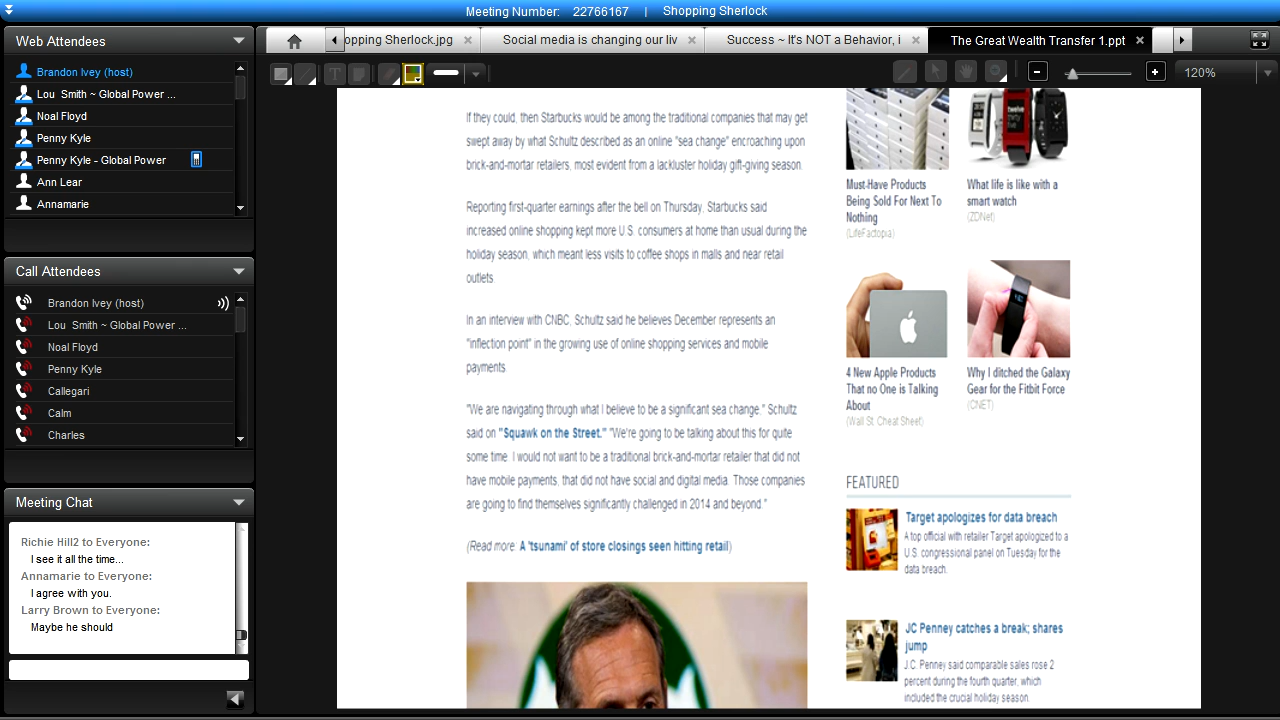 Meeting Number: 22766167 | Shopping Sherlock
Web Attendees
Brandon Ivey (host)
Lou Smith ~ Global Power ...
Noal Floyd
Penny Kyle
Penny Kyle - Global Power
Ann Lear
Annamarie
Call Attendees
Brandon Ivey (host)
Lou Smith ~ Global Power ...
Noal Floyd
Penny Kyle
Callegari
Calm
Charles
Meeting Chat
Richie Hill2 to Everyone:
I see it all the time...
Annamarie to Everyone:
I agree with you.
Larry Brown to Everyone:
Maybe he should
opping Sherlock.jpg
Social media is changing our liv
Success ~ It's NOT a Behavior, i
The Great Wealth Transfer 1.ppt
120%
If they could, then Starbucks would be among the traditional companies that may get
swept away by what Schultz described as an online "sea change" encroaching upon
brick-and-mortar retailers, most evident from a lackluster holiday gift-giving season.
Reporting first-quarter earnings after the bell on Thursday, Starbucks said
increased online shopping kept more U.S. consumers at home than usual during the
holiday season, which meant less visits to coffee shops in malls and near retail
outlets.
In an interview with CNBC, Schultz said he believes December represents an
"inflection point" in the growing use of online shopping services and mobile
payments.
"We are navigating through what I believe to be a significant sea change," Schultz
said on "Squawk on the Street." "We're going to be talking about this for quite
some time. I would not want to be a traditional brick-and-mortar retailer that did not
have mobile payments, that did not have social and digital media. Those companies
are going to find themselves significantly challenged in 2014 and beyond."
(Read more: A 'tsunami' of store closings seen hitting retail)
Must-Have Products
Being Sold For Next To
Nothing
(LifeFactopia)
What life is like with a
smart watch
(ZDNet)
4 New Apple Products
That no One is Talking
About
(Wall St. Cheat Sheet)
Why I ditched the Galaxy
Gear for the Fitbit Force
(CNET)
FEATURED
Target apologizes for data breach
A top official with retailer Target apologized to a
U.S. congressional panel on Tuesday for the
data breach.
JC Penney catches a break; shares
jump
J.C. Penney said comparable sales rose 2
percent during the fourth quarter, which
included the crucial holiday season.